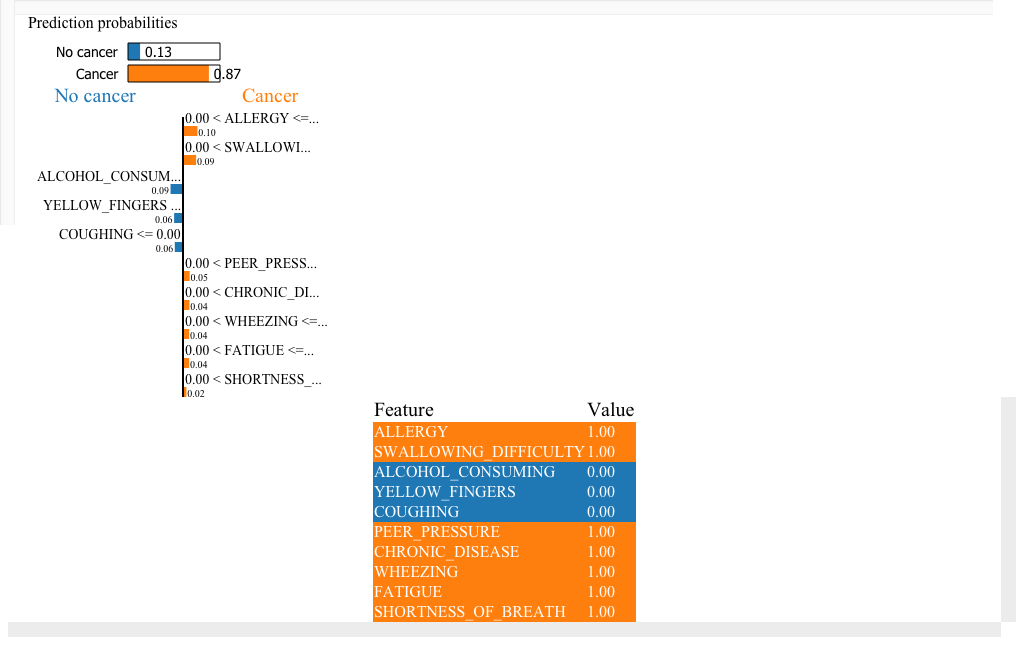 Prediction probabilities
No cancer 0.13
Cancer 0.87
No cancer Cancer
0.00 < ALLERGY <=...
0.10
0.00 < SWALLOWI...
0.09
ALCOHOL_CONSUM...
0.09
YELLOW_FINGERS ...
0.06
COUGHING <= 0.00
0.06
0.00 < PEER_PRESS...
0.05
0.00 < CHRONIC_DI...
0.04
0.00 < WHEEZING <=...
0.04
0.00 < FATIGUE <=...
0.04
0.00 < SHORTNESS_...
0.02
Feature Value
ALLERGY 1.00
SWALLOWING_DIFFICULTY 1.00
ALCOHOL_CONSUMING 0.00
YELLOW_FINGERS 0.00
COUGHING 0.00
PEER_PRESSURE 1.00
CHRONIC_DISEASE 1.00
WHEEZING 1.00
FATIGUE 1.00
SHORTNESS_OF_BREATH 1.00